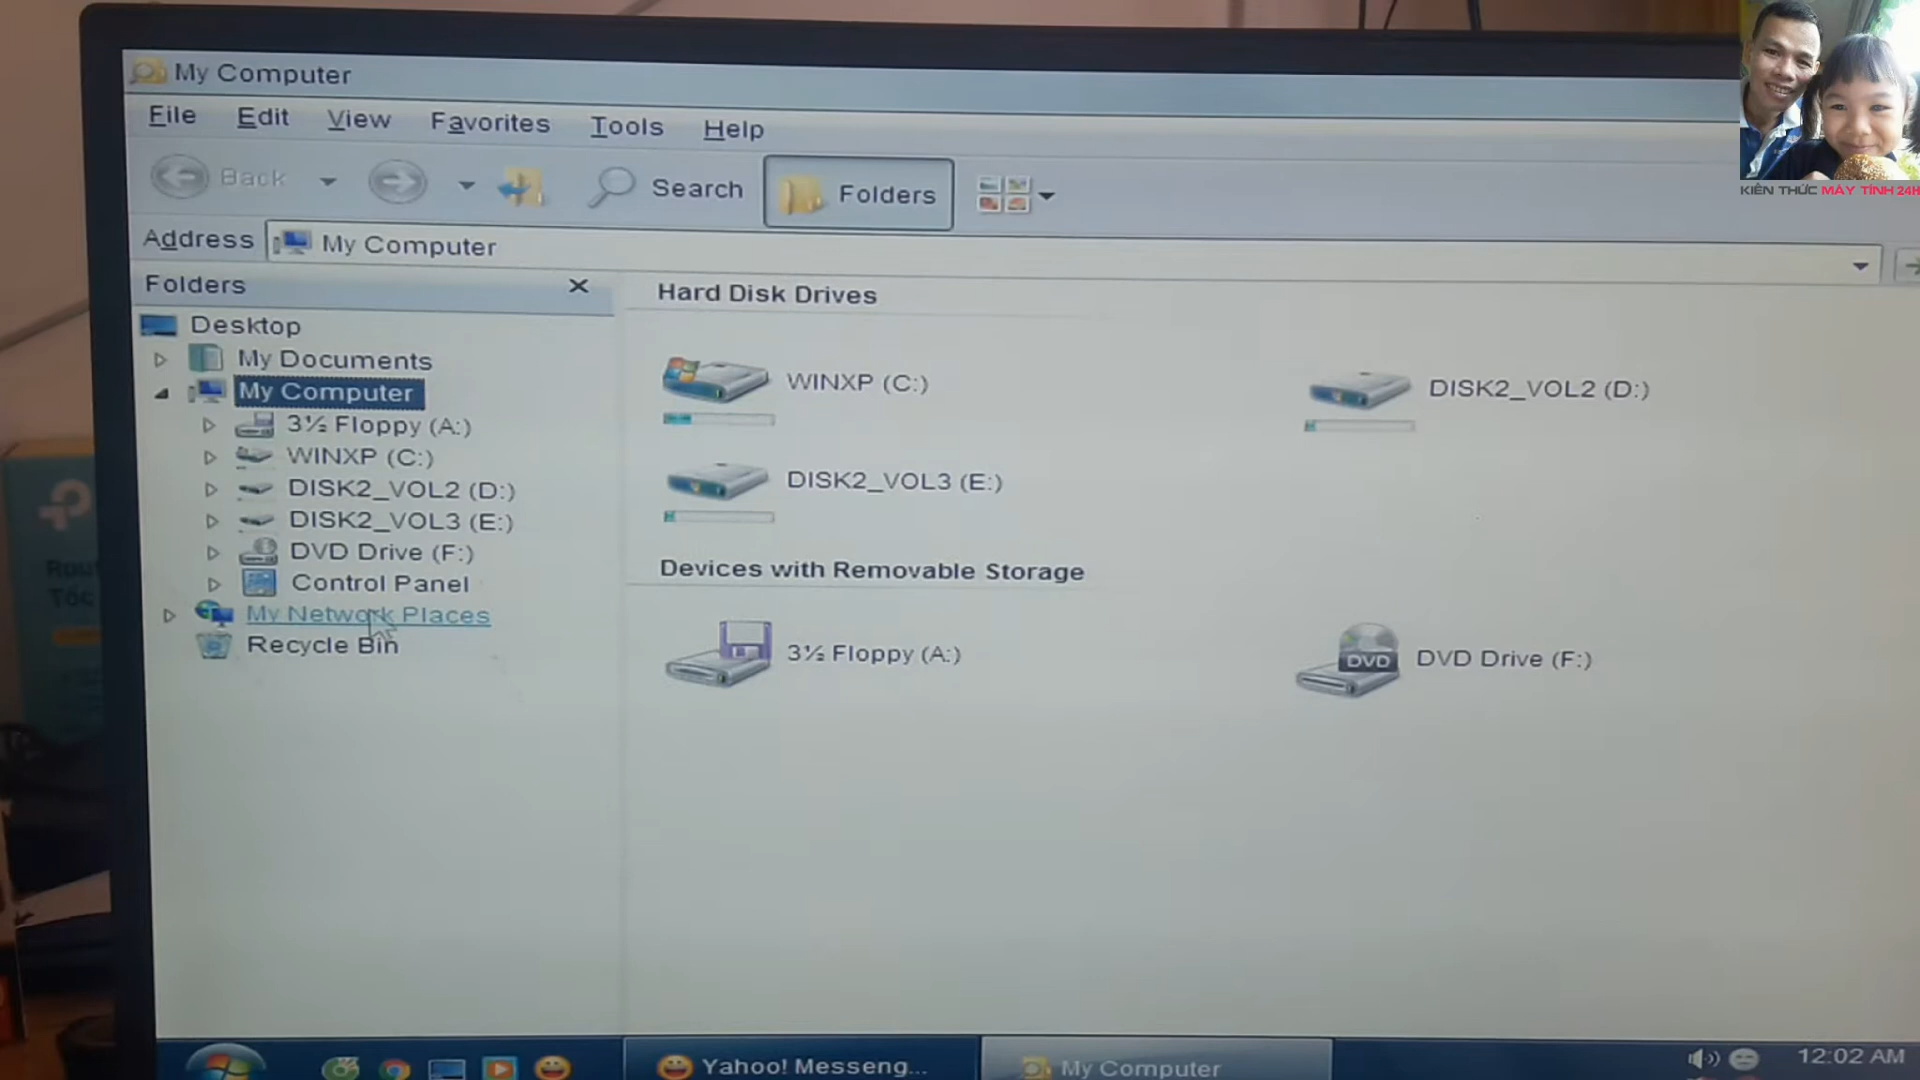 My Computer
File Edit View Favorites Tools Help
Back Search Folders
Address My Computer
Folders
Desktop
My Documents
My Computer
3½ Floppy (A:)
WINXP (C:)
DISK2_VOL2 (D:)
DISK2_VOL3 (E:)
DVD Drive (F:)
Control Panel
My Network Places
Recycle Bin
Hard Disk Drives
WINXP (C:)
DISK2_VOL2 (D:)
DISK2_VOL3 (E:)
Devices with Removable Storage
3½ Floppy (A:)
DVD
DVD Drive (F:)
Yahoo! Messeng...
My Computer
12:02 AM
KIẾN THỨC MÁY TÍNH 24H